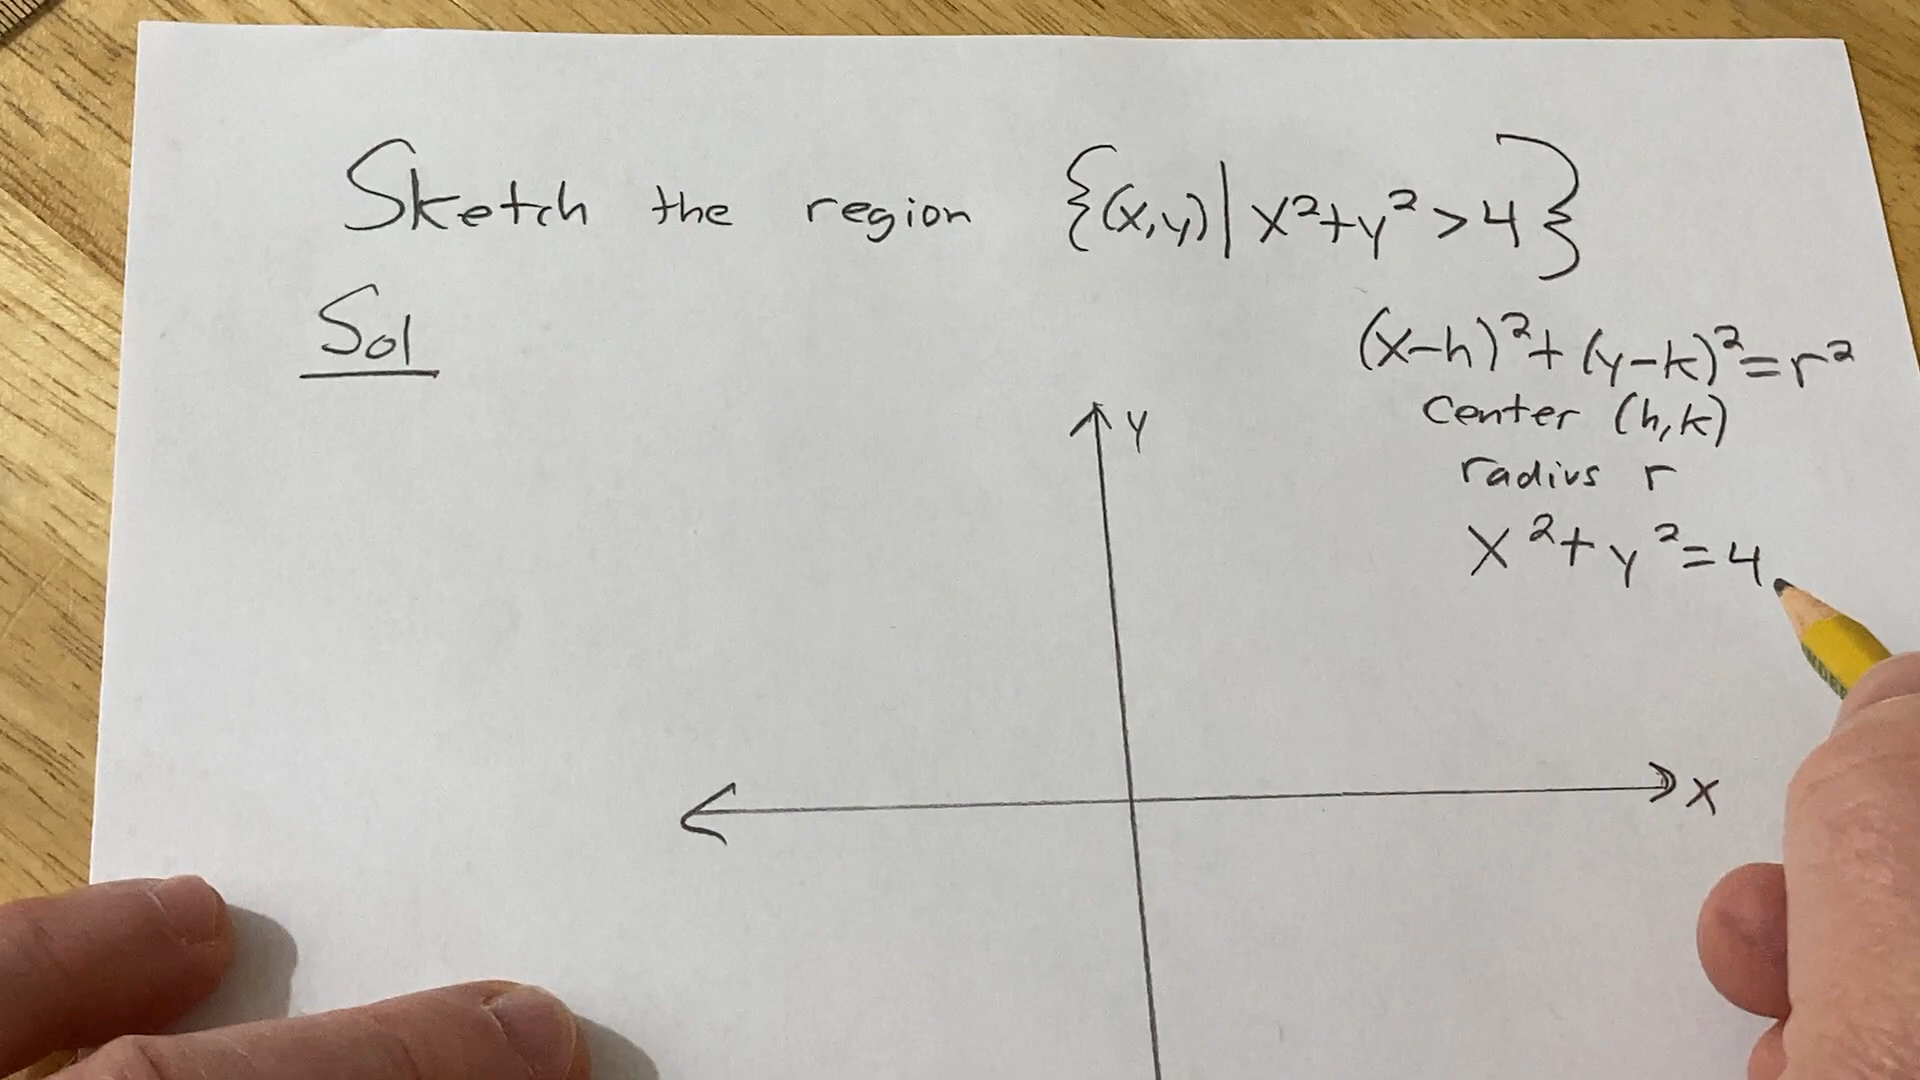 Sketch the region {(x,y)|x²+y²>4}
Sol
(x-h)²+(y-k)²=r²
center (h,k)
radius r
x²+y²=4
y
x